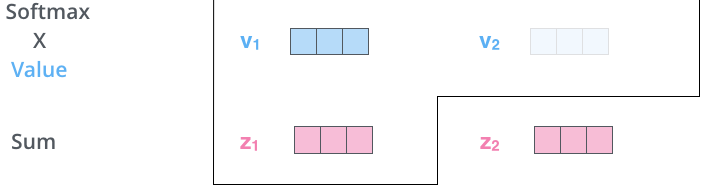 Softmax
X
Value
v₁ v₂
Sum
z₁ z₂